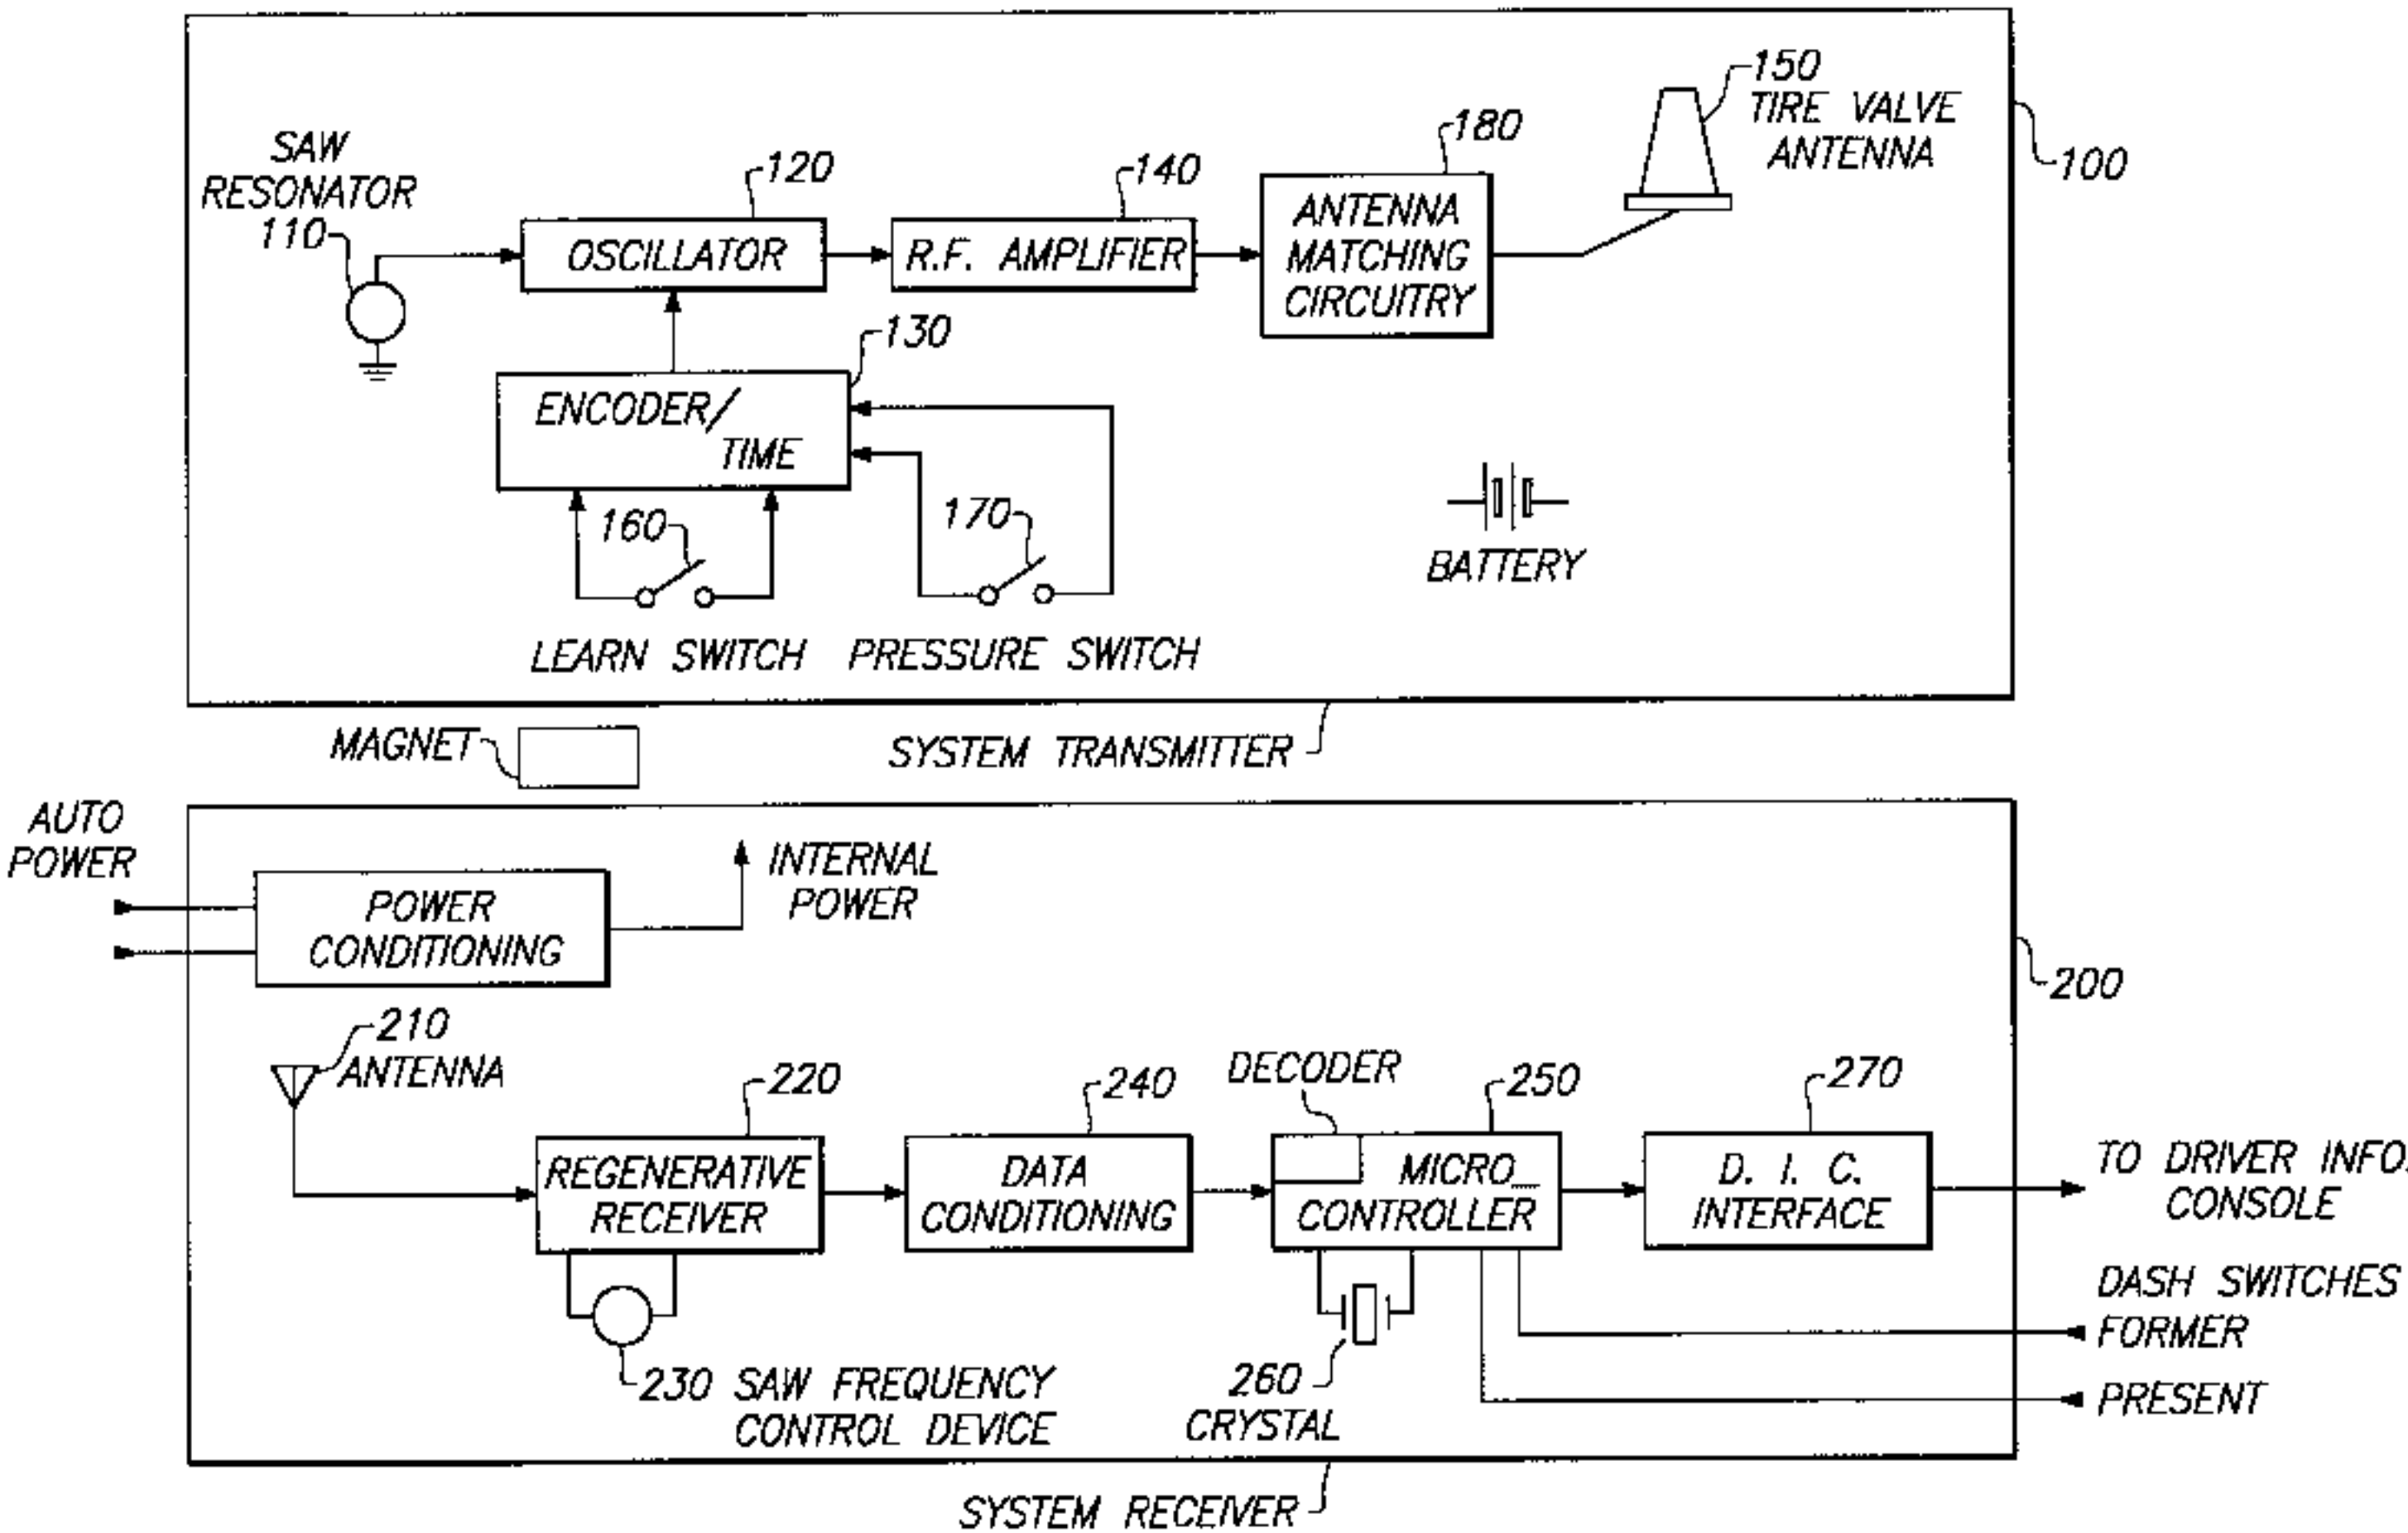 150
TIRE VALVE
ANTENNA
100
SAW
RESONATOR
110
120
OSCILLATOR
140
R.F. AMPLIFIER
180
ANTENNA
MATCHING
CIRCUITRY
130
ENCODER/
TIME
160
170
BATTERY
LEARN SWITCH
PRESSURE SWITCH
MAGNET
SYSTEM TRANSMITTER
AUTO
POWER
POWER
CONDITIONING
INTERNAL
POWER
200
210
ANTENNA
220
REGENERATIVE
RECEIVER
240
DATA
CONDITIONING
DECODER
250
MICRO_
CONTROLLER
270
D. I. C.
INTERFACE
TO DRIVER INFO.
CONSOLE
DASH SWITCHES
FORMER
PRESENT
230 SAW FREQUENCY
CONTROL DEVICE
260
CRYSTAL
SYSTEM RECEIVER